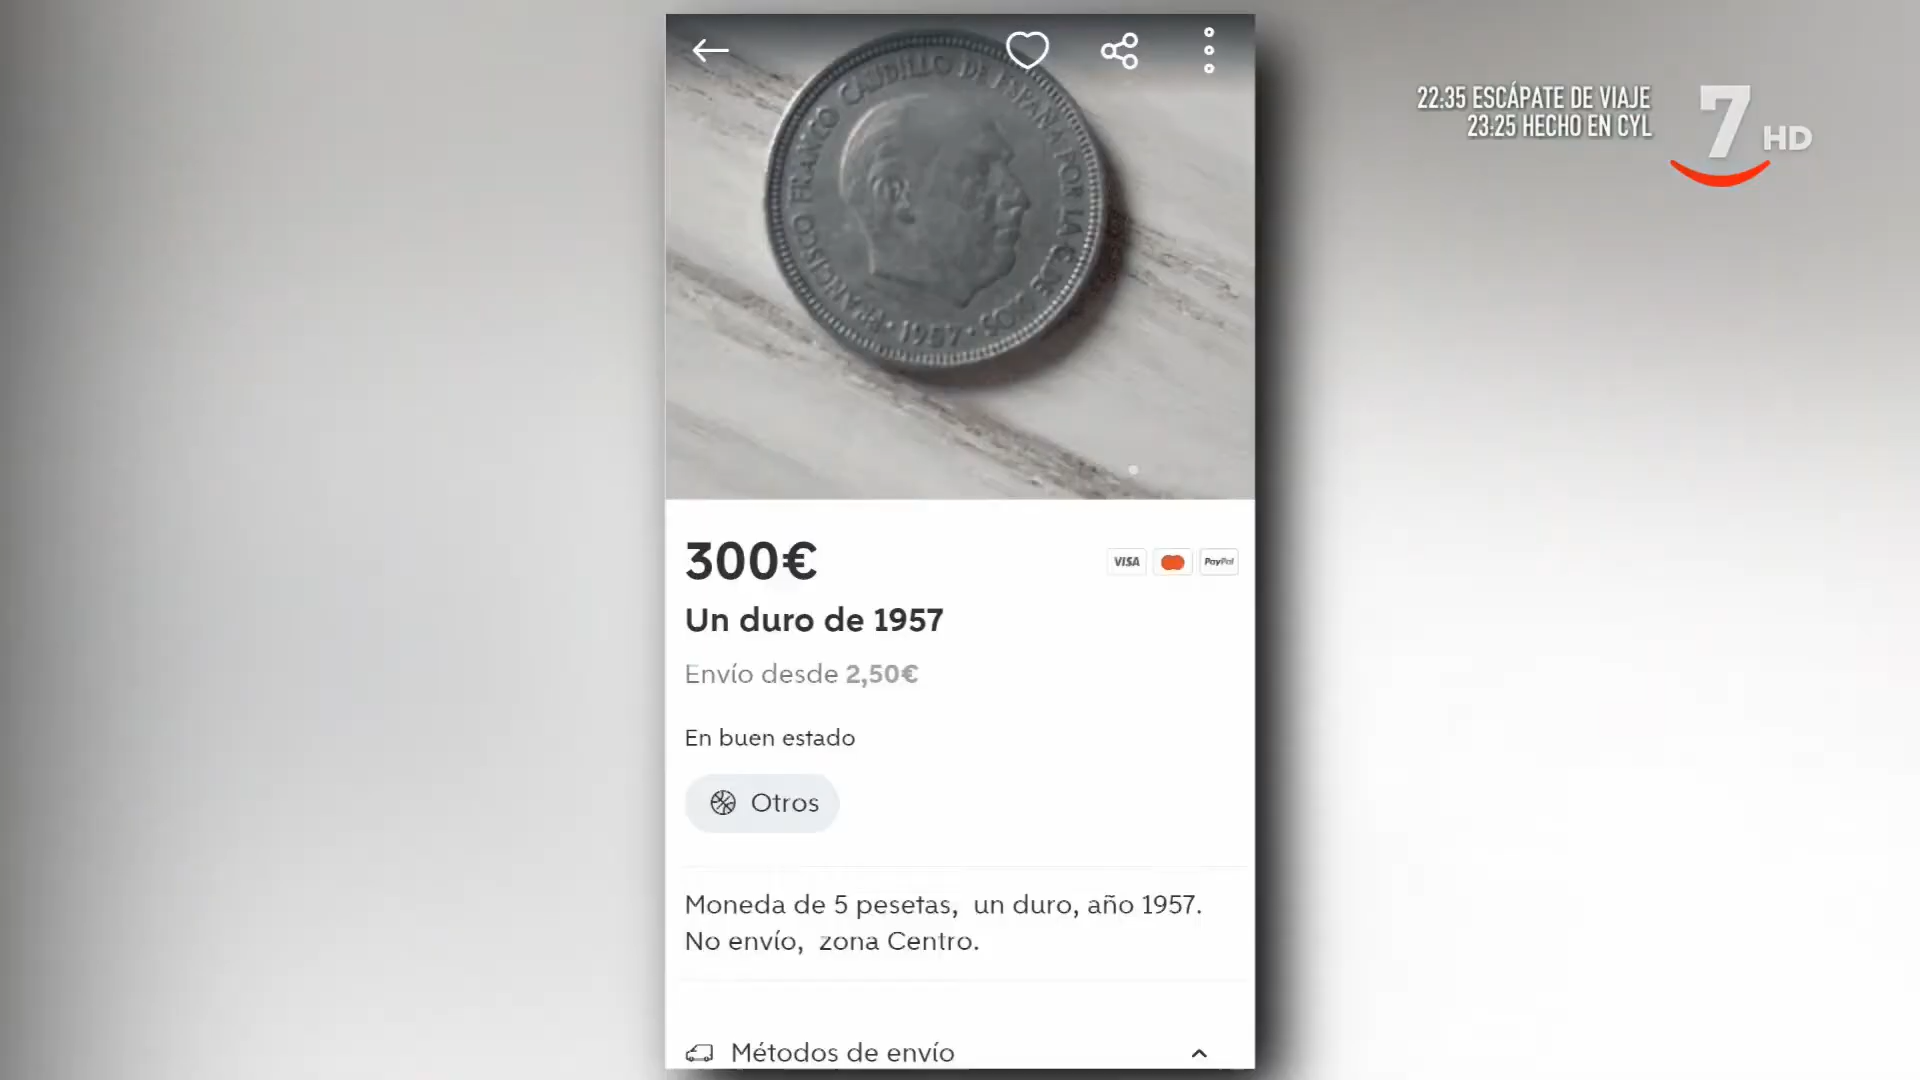 FRANCISCO FRANCO CAUDILLO DE ESPAÑA POR LA G. DE DIOS
· 1957 ·
22:35 ESCÁPATE DE VIAJE
23:25 HECHO EN CYL
7 HD
300€
VISA
PayPal
Un duro de 1957
Envío desde 2,50€
En buen estado
Otros
Moneda de 5 pesetas, un duro, año 1957.
No envío, zona Centro.
Métodos de envío